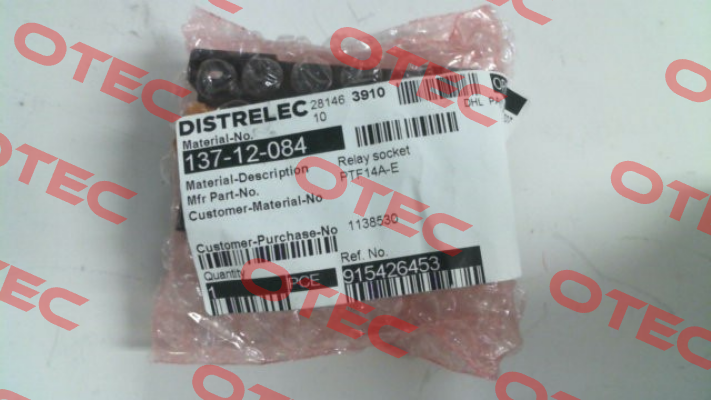 DISTRELEC 28146 3910
10
Material-No.
137-12-084
Material-Description Relay socket
Mfr Part-No. PTF14A-E
Customer-Material-No
Customer-Purchase-No 1138530
Quantity Ref. No.
1 PCE 915426453
DHL
OTEC
OTEC
OTEC
OTEC
OTEC
OTEC
OTEC
OTEC
OTEC